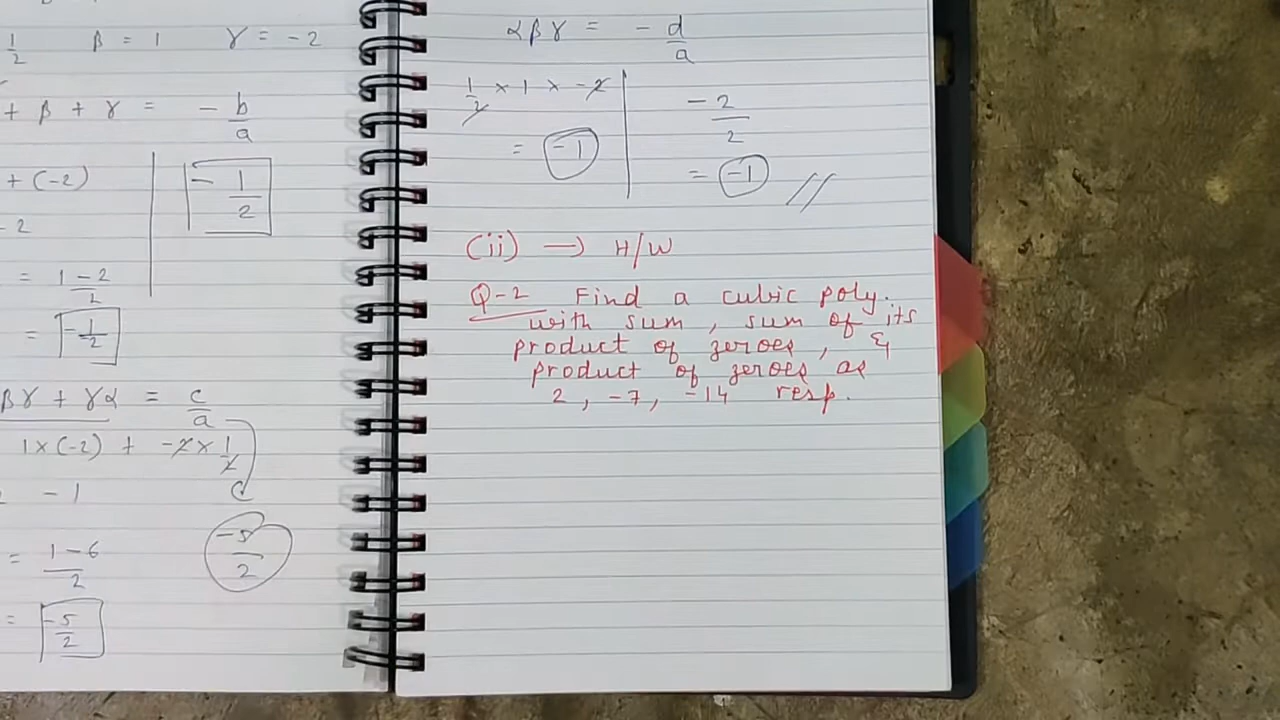 1/2 β = 1 γ = -2
+ β + γ = - b/a
+ (-2)
- 1/2
- 2
= 1-2/2
= -1/2
βγ + γα = c/a
1×(-2) + -2×1/2
- 1
= 1-6/2
-5/2
= -5/2
αβγ = - d/a
1/2 × 1 × -2
= -1
-2/2
= -1 //
(ii) → H/W
Q-2 Find a cubic poly.
with sum, sum of its
product of zeroes, &
product of zeroes as
2, -7, -14 resp.